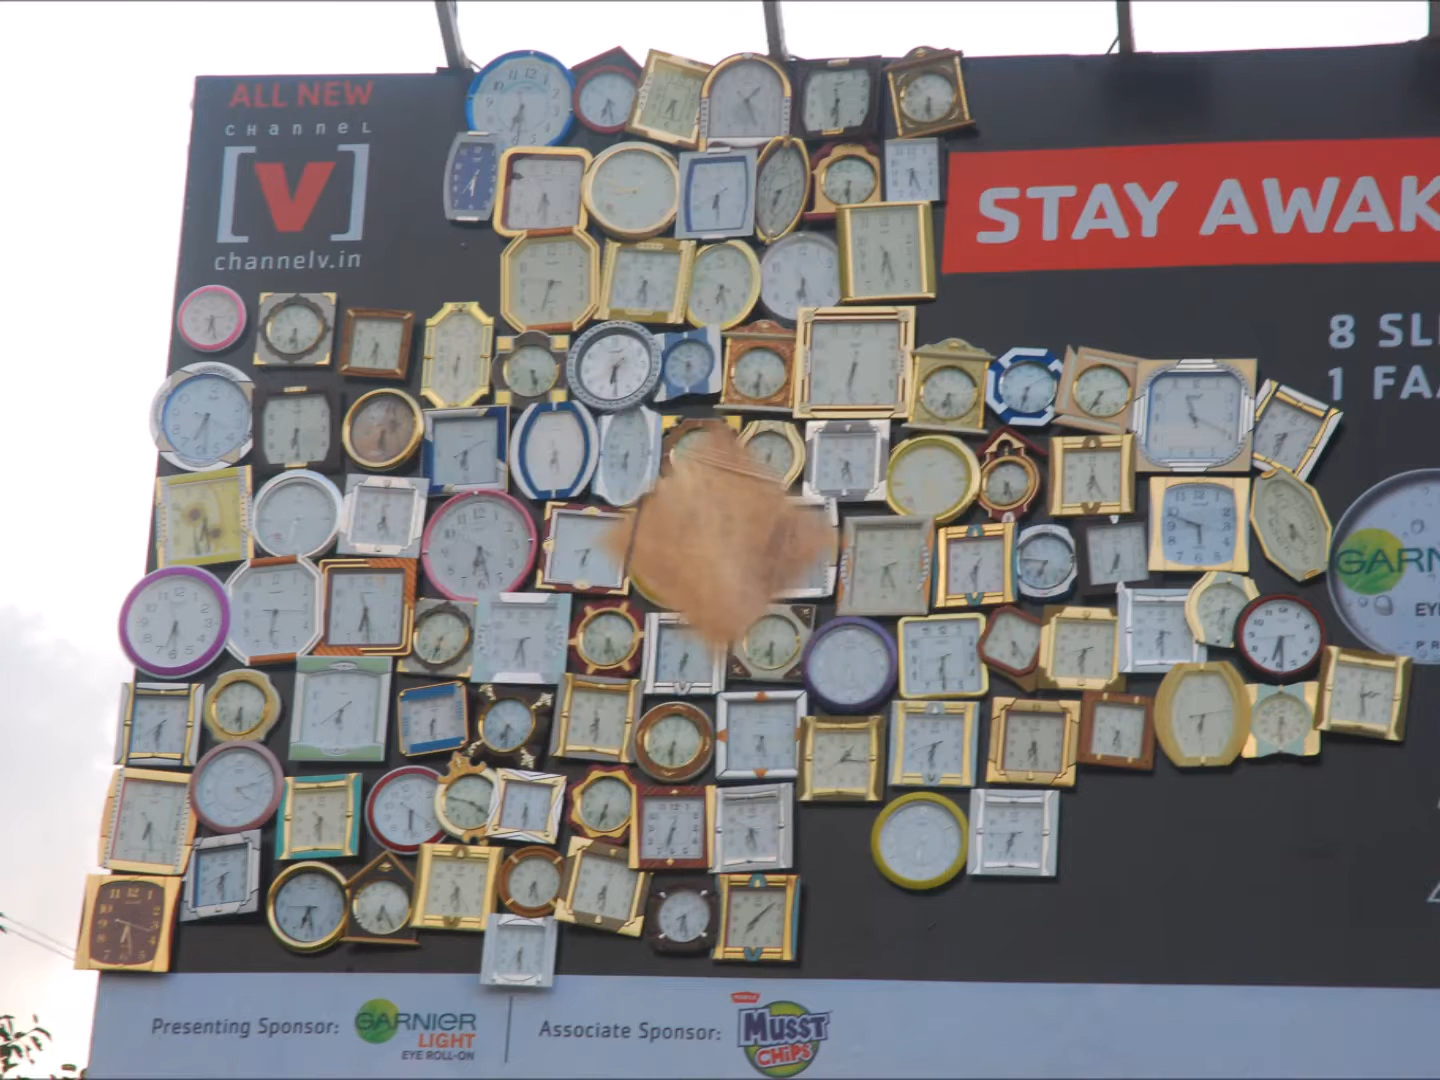 ALL NEW
channel
[V]
channelv.in
STAY AWAK
8 SL
1 FA
GARN
EY
Presenting Sponsor:
GARNIER
LIGHT
EYE ROLL-ON
Associate Sponsor:
MUSST
CHiPS